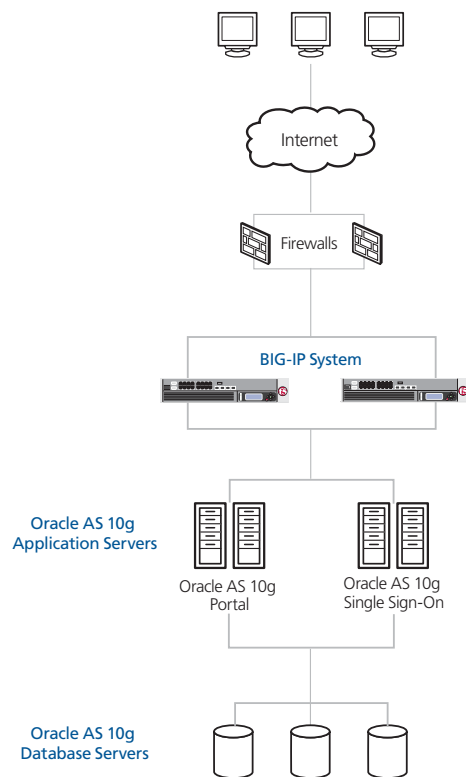 Internet
Firewalls
BIG-IP System
Oracle AS 10g
Application Servers
Oracle AS 10g
Portal
Oracle AS 10g
Single Sign-On
Oracle AS 10g
Database Servers